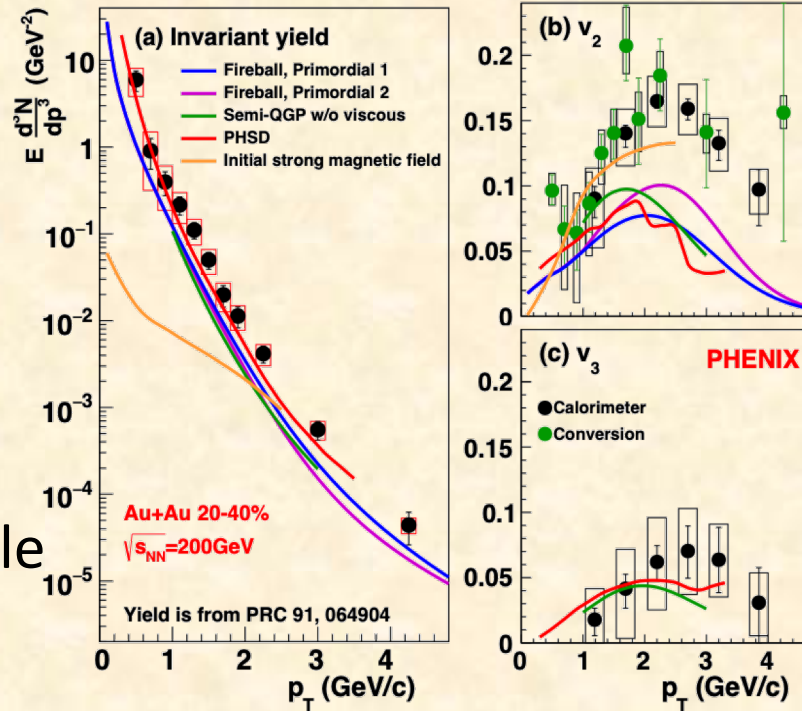 (a) Invariant yield
Fireball, Primordial 1
Fireball, Primordial 2
Semi-QGP w/o viscous
PHSD
Initial strong magnetic field
E d³N/dp³ (GeV⁻²)
10
1
10⁻¹
10⁻²
10⁻³
10⁻⁴
10⁻⁵
Au+Au 20-40%
√s_NN=200GeV
Yield is from PRC 91, 064904
0 1 2 3 4
p_T (GeV/c)
le
(b) v₂
0.2
0.15
0.1
0.05
0
(c) v₃
PHENIX
Calorimeter
Conversion
0.2
0.15
0.1
0.05
0
0 1 2 3 4
p_T (GeV/c)